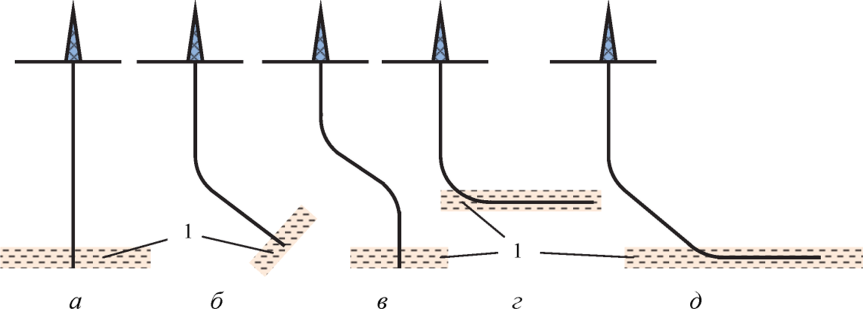 1 1
а б в г д